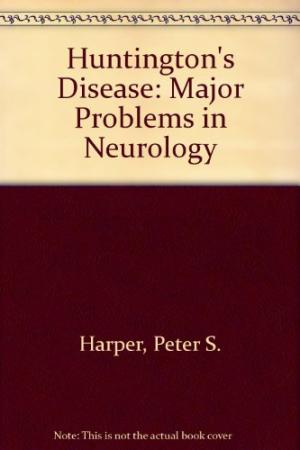 Huntington's
Disease: Major
Problems in
Neurology
Harper, Peter S.
Note: This is not the actual book cover